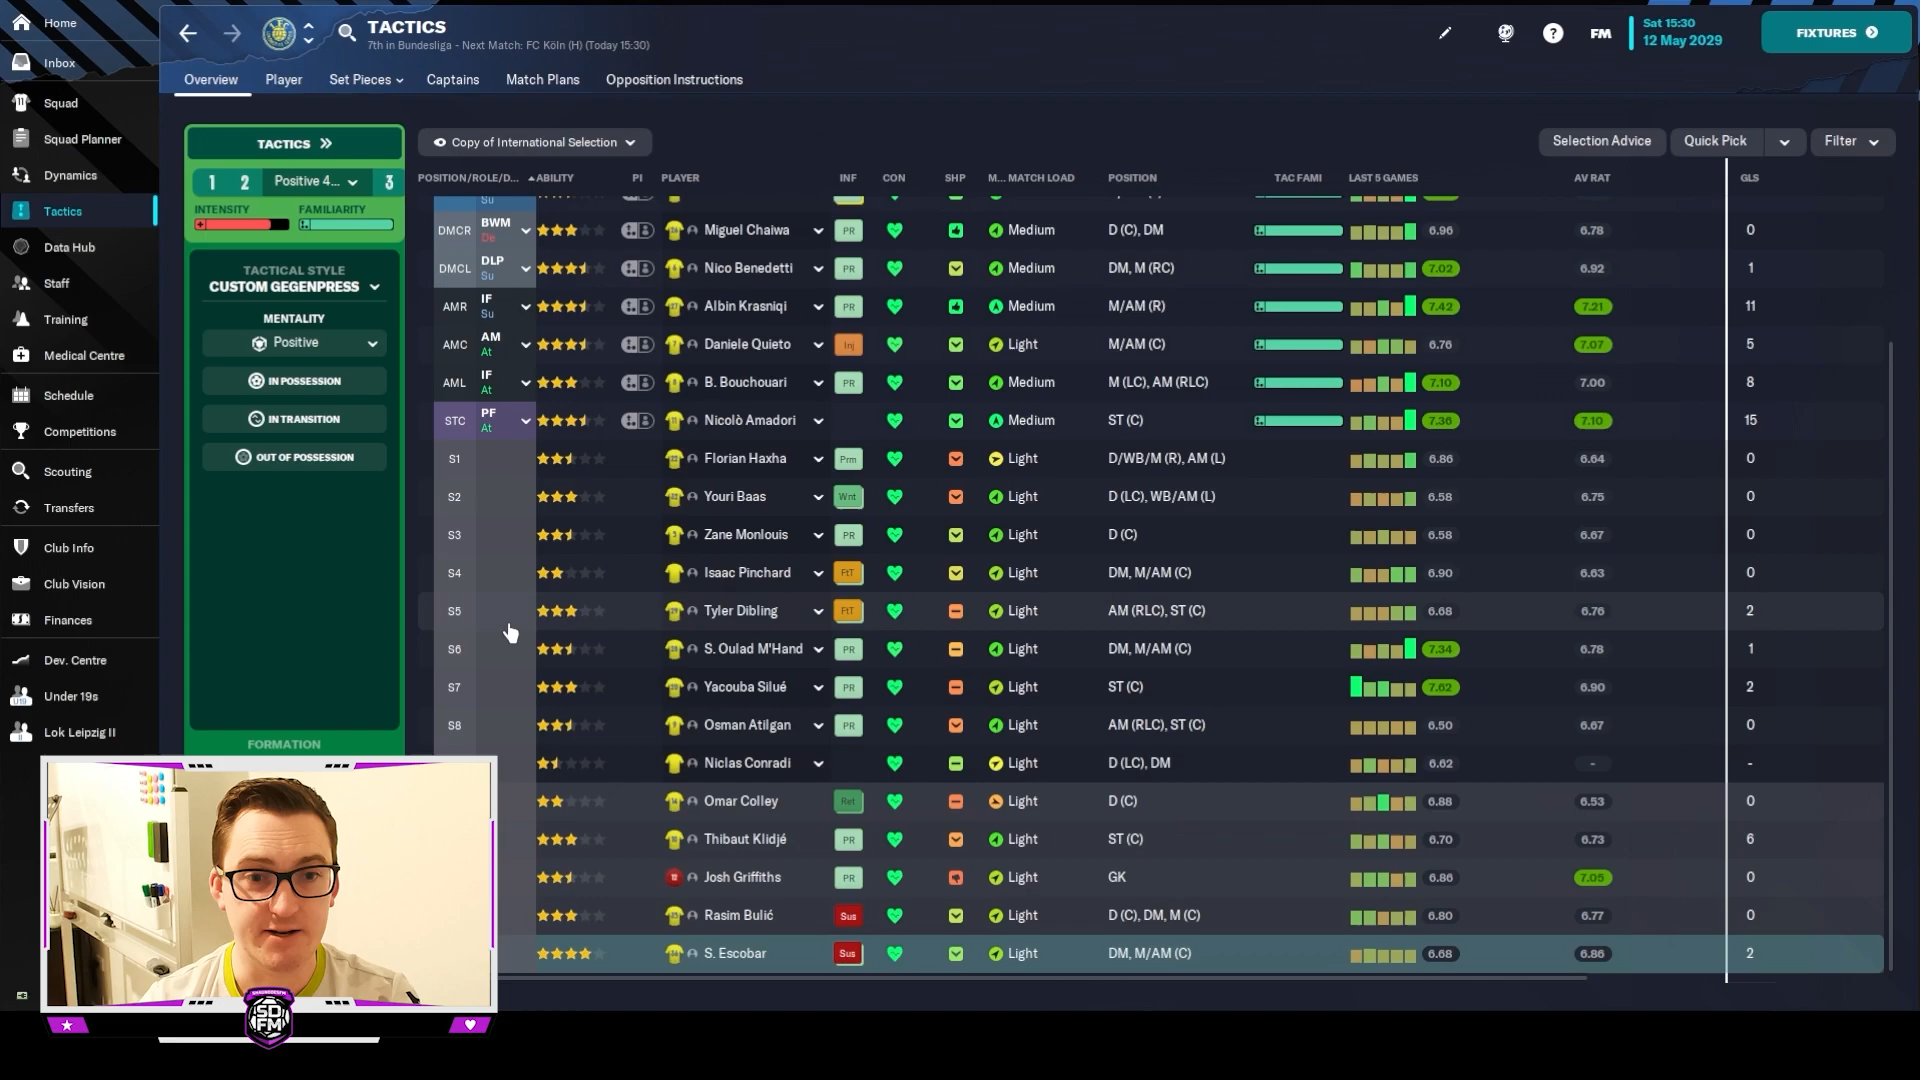 Home
Inbox
Squad
Squad Planner
Dynamics
Tactics
Data Hub
Staff
Training
Medical Centre
Schedule
Competitions
Scouting
Transfers
Club Info
Club Vision
Finances
Dev. Centre
Under 19s
Lok Leipzig II
TACTICS
7th in Bundesliga - Next Match: FC Köln (H) (Today 15:30)
FM
Sat 15:30
12 May 2029
FIXTURES
Overview
Player
Set Pieces
Captains
Match Plans
Opposition Instructions
TACTICS
1 2 Positive 4... 3
INTENSITY FAMILIARITY
TACTICAL STYLE
CUSTOM GEGENPRESS
MENTALITY
Positive
IN POSSESSION
IN TRANSITION
OUT OF POSSESSION
FORMATION
Copy of International Selection
Selection Advice
Quick Pick
Filter
POSITION/ROLE/D... ABILITY PI PLAYER INF CON SHP M... MATCH LOAD POSITION TAC FAMI LAST 5 GAMES AV RAT GLS
Su
DMCR BWM De Miguel Chaiwa PR Medium D (C), DM 6.96 6.78 0
DMCL DLP Su Nico Benedetti PR Medium DM, M (RC) 7.02 6.92 1
AMR IF Su Albin Krasniqi PR Medium M/AM (R) 7.42 7.21 11
AMC AM At Daniele Quieto Inj Light M/AM (C) 6.76 7.07 5
AML IF At B. Bouchouari PR Medium M (LC), AM (RLC) 7.10 7.00 8
STC PF At Nicolò Amadori Medium ST (C) 7.36 7.10 15
S1 Florian Haxha Prm Light D/WB/M (R), AM (L) 6.86 6.64 0
S2 Youri Baas Wnt Light D (LC), WB/AM (L) 6.58 6.75 0
S3 Zane Monlouis PR Light D (C) 6.58 6.67 0
S4 Isaac Pinchard FtT Light DM, M/AM (C) 6.90 6.63 0
S5 Tyler Dibling FtT Light AM (RLC), ST (C) 6.68 6.76 2
S6 S. Oulad M'Hand PR Light DM, M/AM (C) 7.34 6.78 1
S7 Yacouba Silué PR Light ST (C) 7.62 6.90 2
S8 Osman Atilgan PR Light AM (RLC), ST (C) 6.50 6.67 0
Niclas Conradi Light D (LC), DM 6.62 - -
Omar Colley Ret Light D (C) 6.88 6.53 0
Thibaut Klidjé PR Light ST (C) 6.70 6.73 6
Josh Griffiths PR Light GK 6.86 7.05 0
Rasim Bulić Sus Light D (C), DM, M (C) 6.80 6.77 0
S. Escobar Sus Light DM, M/AM (C) 6.68 6.86 2
SD
FM